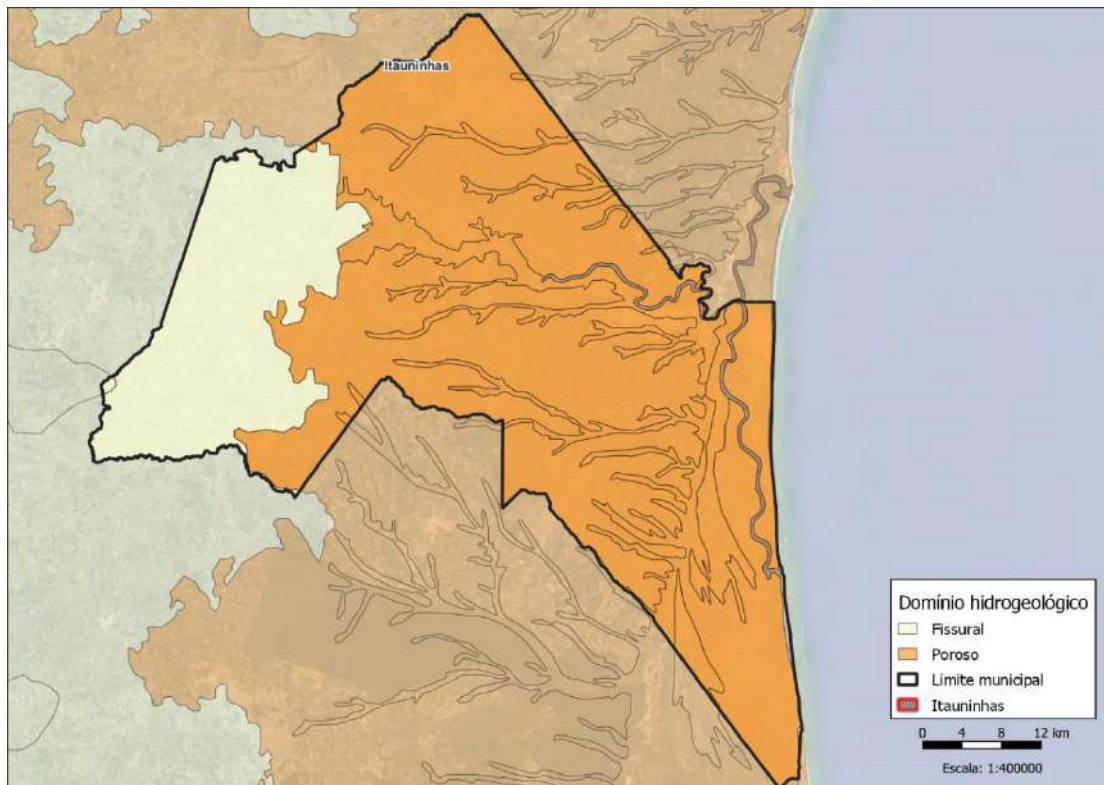 Itauninhas
Domínio hidrogeológico
Fissural
Poroso
Limite municipal
Itauninhas
0 4 8 12 km
Escala: 1:400000